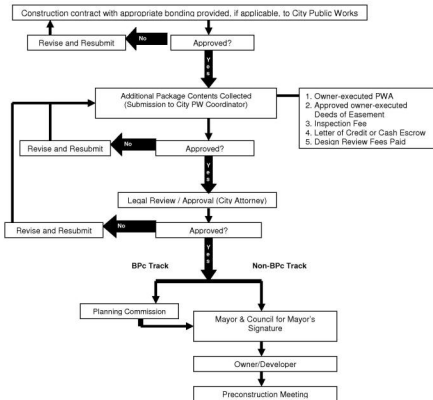 Construction contract with appropriate bonding provided, if applicable, to City Public Works
No
Revise and Resubmit
Approved?
Yes
Additional Package Contents Collected
(Submission to City PW Coordinator)
1. Owner-executed PWA
2. Approved owner-executed
Deeds of Easement
3. Inspection Fee
4. Letter of Credit or Cash Escrow
5. Design Review Fees Paid
No
Revise and Resubmit
Approved?
Yes
Legal Review / Approval (City Attorney)
No
Revise and Resubmit
Approved?
Yes
BPc Track
Non-BPc Track
Planning Commission
Mayor & Council for Mayor's
Signature
Owner/Developer
Preconstruction Meeting